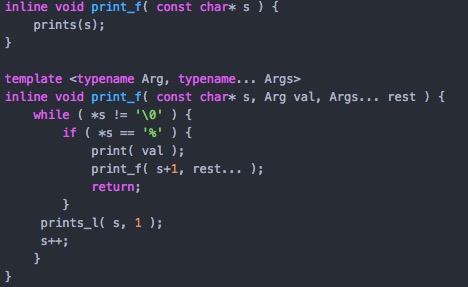 inline void print_f( const char* s ) {
    prints(s);
}

template <typename Arg, typename... Args>
inline void print_f( const char* s, Arg val, Args... rest ) {
    while ( *s != '\0' ) {
        if ( *s == '%' ) {
            print( val );
            print_f( s+1, rest... );
            return;
        }
     prints_l( s, 1 );
     s++;
    }
}